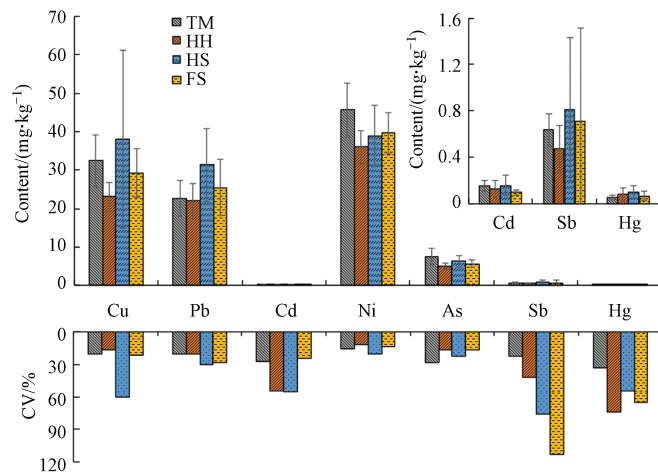 70
60
50
40
30
20
10
0
Content/(mg·kg⁻¹)
TM
HH
HS
FS
1.6
1.2
0.8
0.4
0
Content/(mg·kg⁻¹)
Cd Sb Hg
Cu Pb Cd Ni As Sb Hg
0
30
60
90
120
CV/%